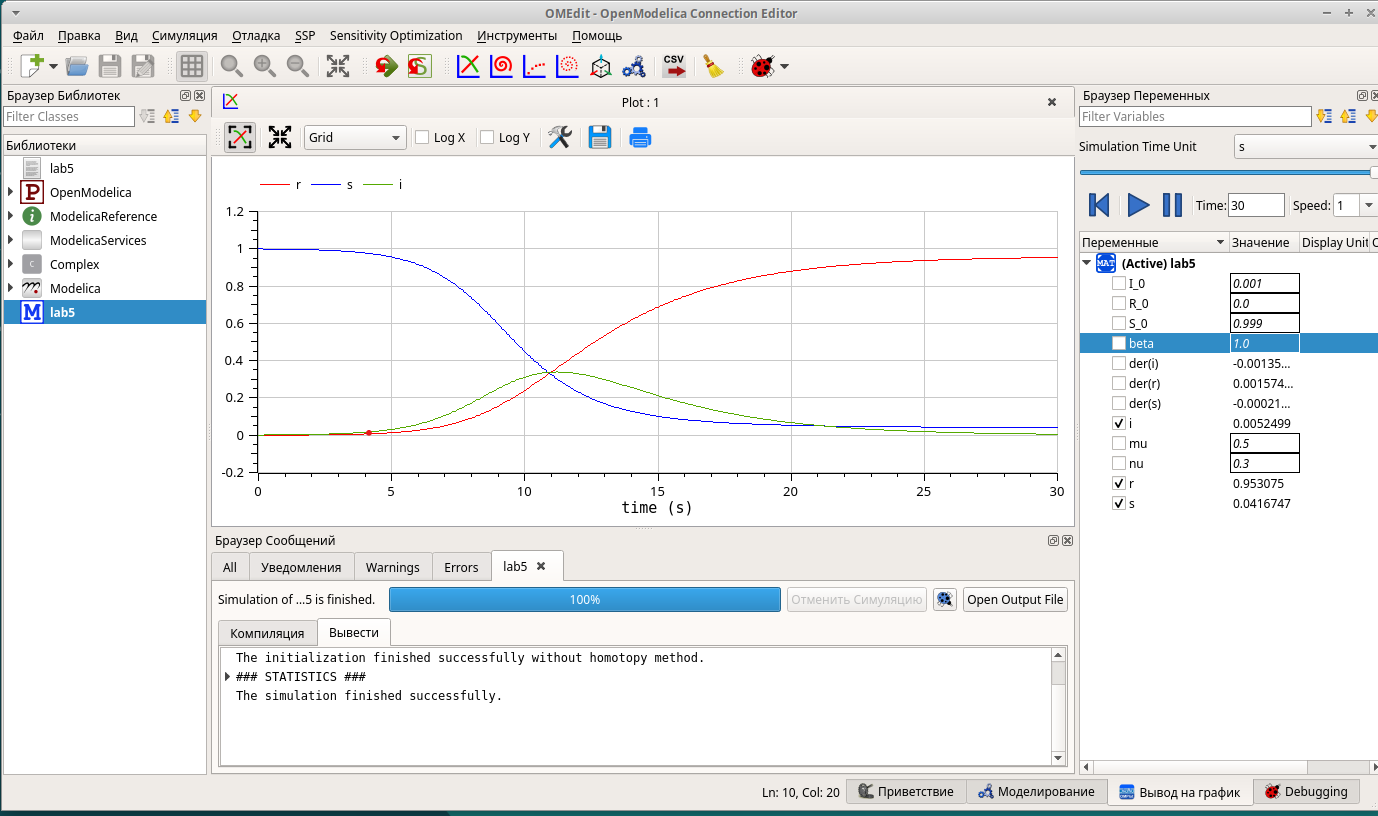 OMEdit - OpenModelica Connection Editor
Файл Правка Вид Симуляция Отладка SSP Sensitivity Optimization Инструменты Помощь
CSV
Браузер Библиотек
Filter Classes
Библиотеки
lab5
P OpenModelica
i ModelicaReference
ModelicaServices
C Complex
Modelica
M lab5
Plot : 1
Grid Log X Log Y
r s i
1.2
1
0.8
0.6
0.4
0.2
0
-0.2
0 5 10 15 20 25 30
time (s)
Браузер Сообщений
All Уведомления Warnings Errors lab5
Simulation of ...5 is finished. 100% Отменить Симуляцию Open Output File
Компиляция Вывести
The initialization finished successfully without homotopy method.
### STATISTICS ###
The simulation finished successfully.
Браузер Переменных
Filter Variables
Simulation Time Unit s
Time: 30 Speed: 1
Переменные Значение Display Unit
MAT (Active) lab5
I_0 0.001
R_0 0.0
S_0 0.999
beta 1.0
der(i) -0.00135...
der(r) 0.001574...
der(s) -0.00021...
i 0.0052499
mu 0.5
nu 0.3
r 0.953075
s 0.0416747
Ln: 10, Col: 20 Приветствие Моделирование Вывод на график Debugging